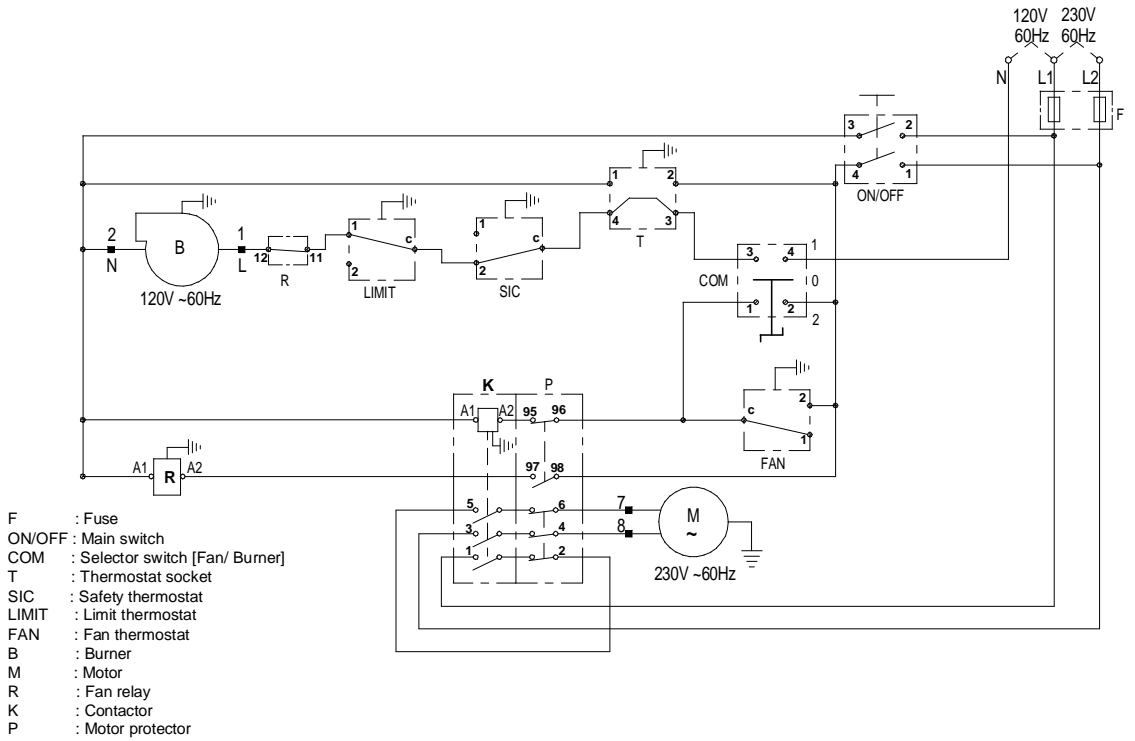 120V 230V
60Hz 60Hz
N L1 L2
F
3 2
4 1
ON/OFF
1 2
4 3
T
2 1
N L
B
120V ~60Hz
12 11
R
1 c
2
LIMIT
1 c
2
SIC
3 4 1
COM 0
1 2 2
K P
A1 A2 95 96
c 2
1
FAN
A1 R A2
97 98
5 6 7
3 4 8
1 2
M
~
230V ~60Hz
F : Fuse
ON/OFF : Main switch
COM : Selector switch [Fan/ Burner]
T : Thermostat socket
SIC : Safety thermostat
LIMIT : Limit thermostat
FAN : Fan thermostat
B : Burner
M : Motor
R : Fan relay
K : Contactor
P : Motor protector